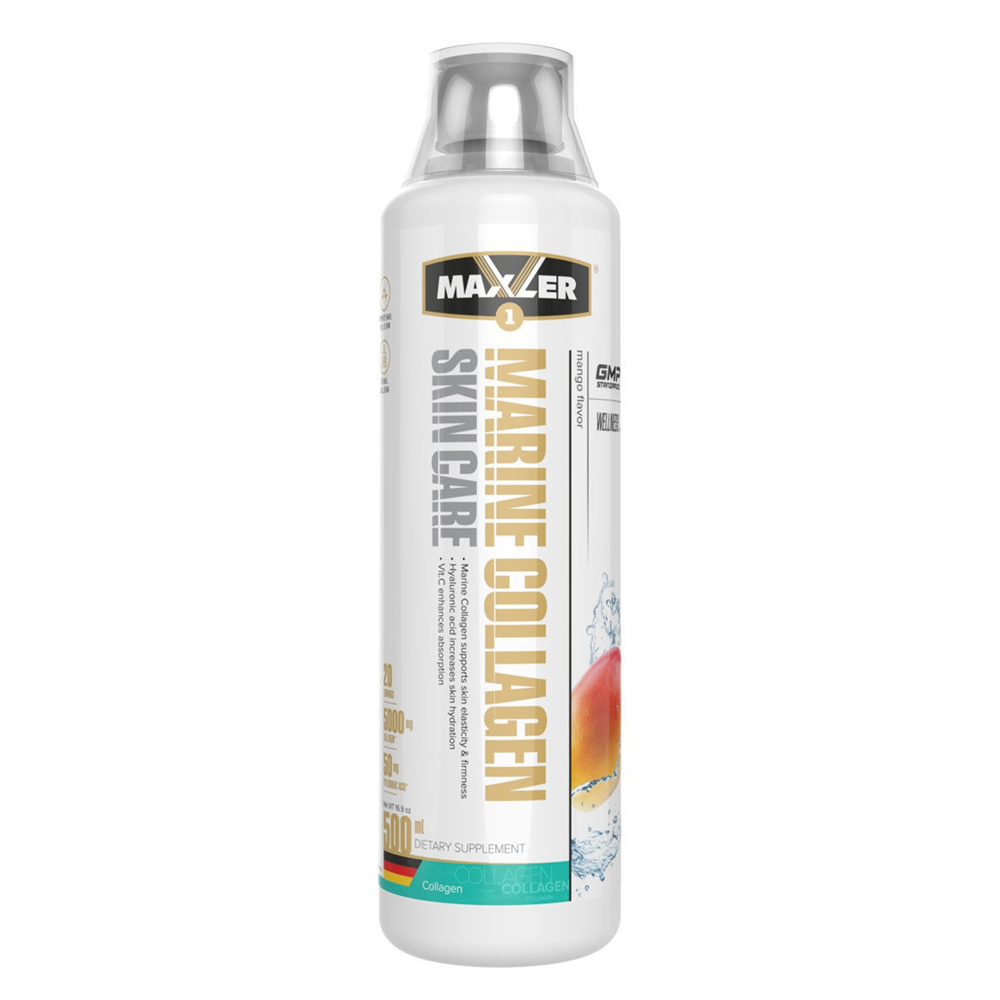 MAXLER
®
1
MARINE COLLAGEN
SKIN CARE
• Marine Collagen supports skin elasticity & firmness
• Hyaluronic acid increases skin hydration
• Vit.C enhances absorption
mango flavor
GMP
20
5000 mg
50 mg
500 ml
DIETARY SUPPLEMENT
Collagen
COLLAGEN
COLLAGEN